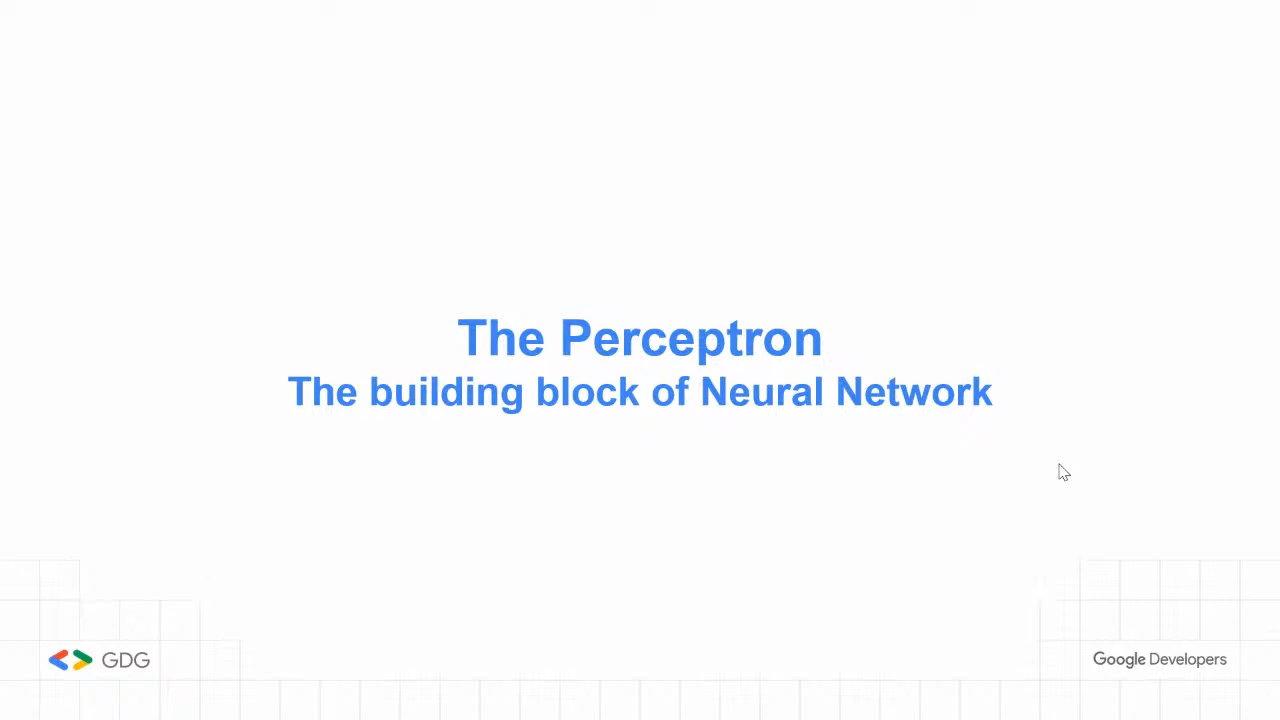 The Perceptron
The building block of Neural Network
GDG
Google Developers